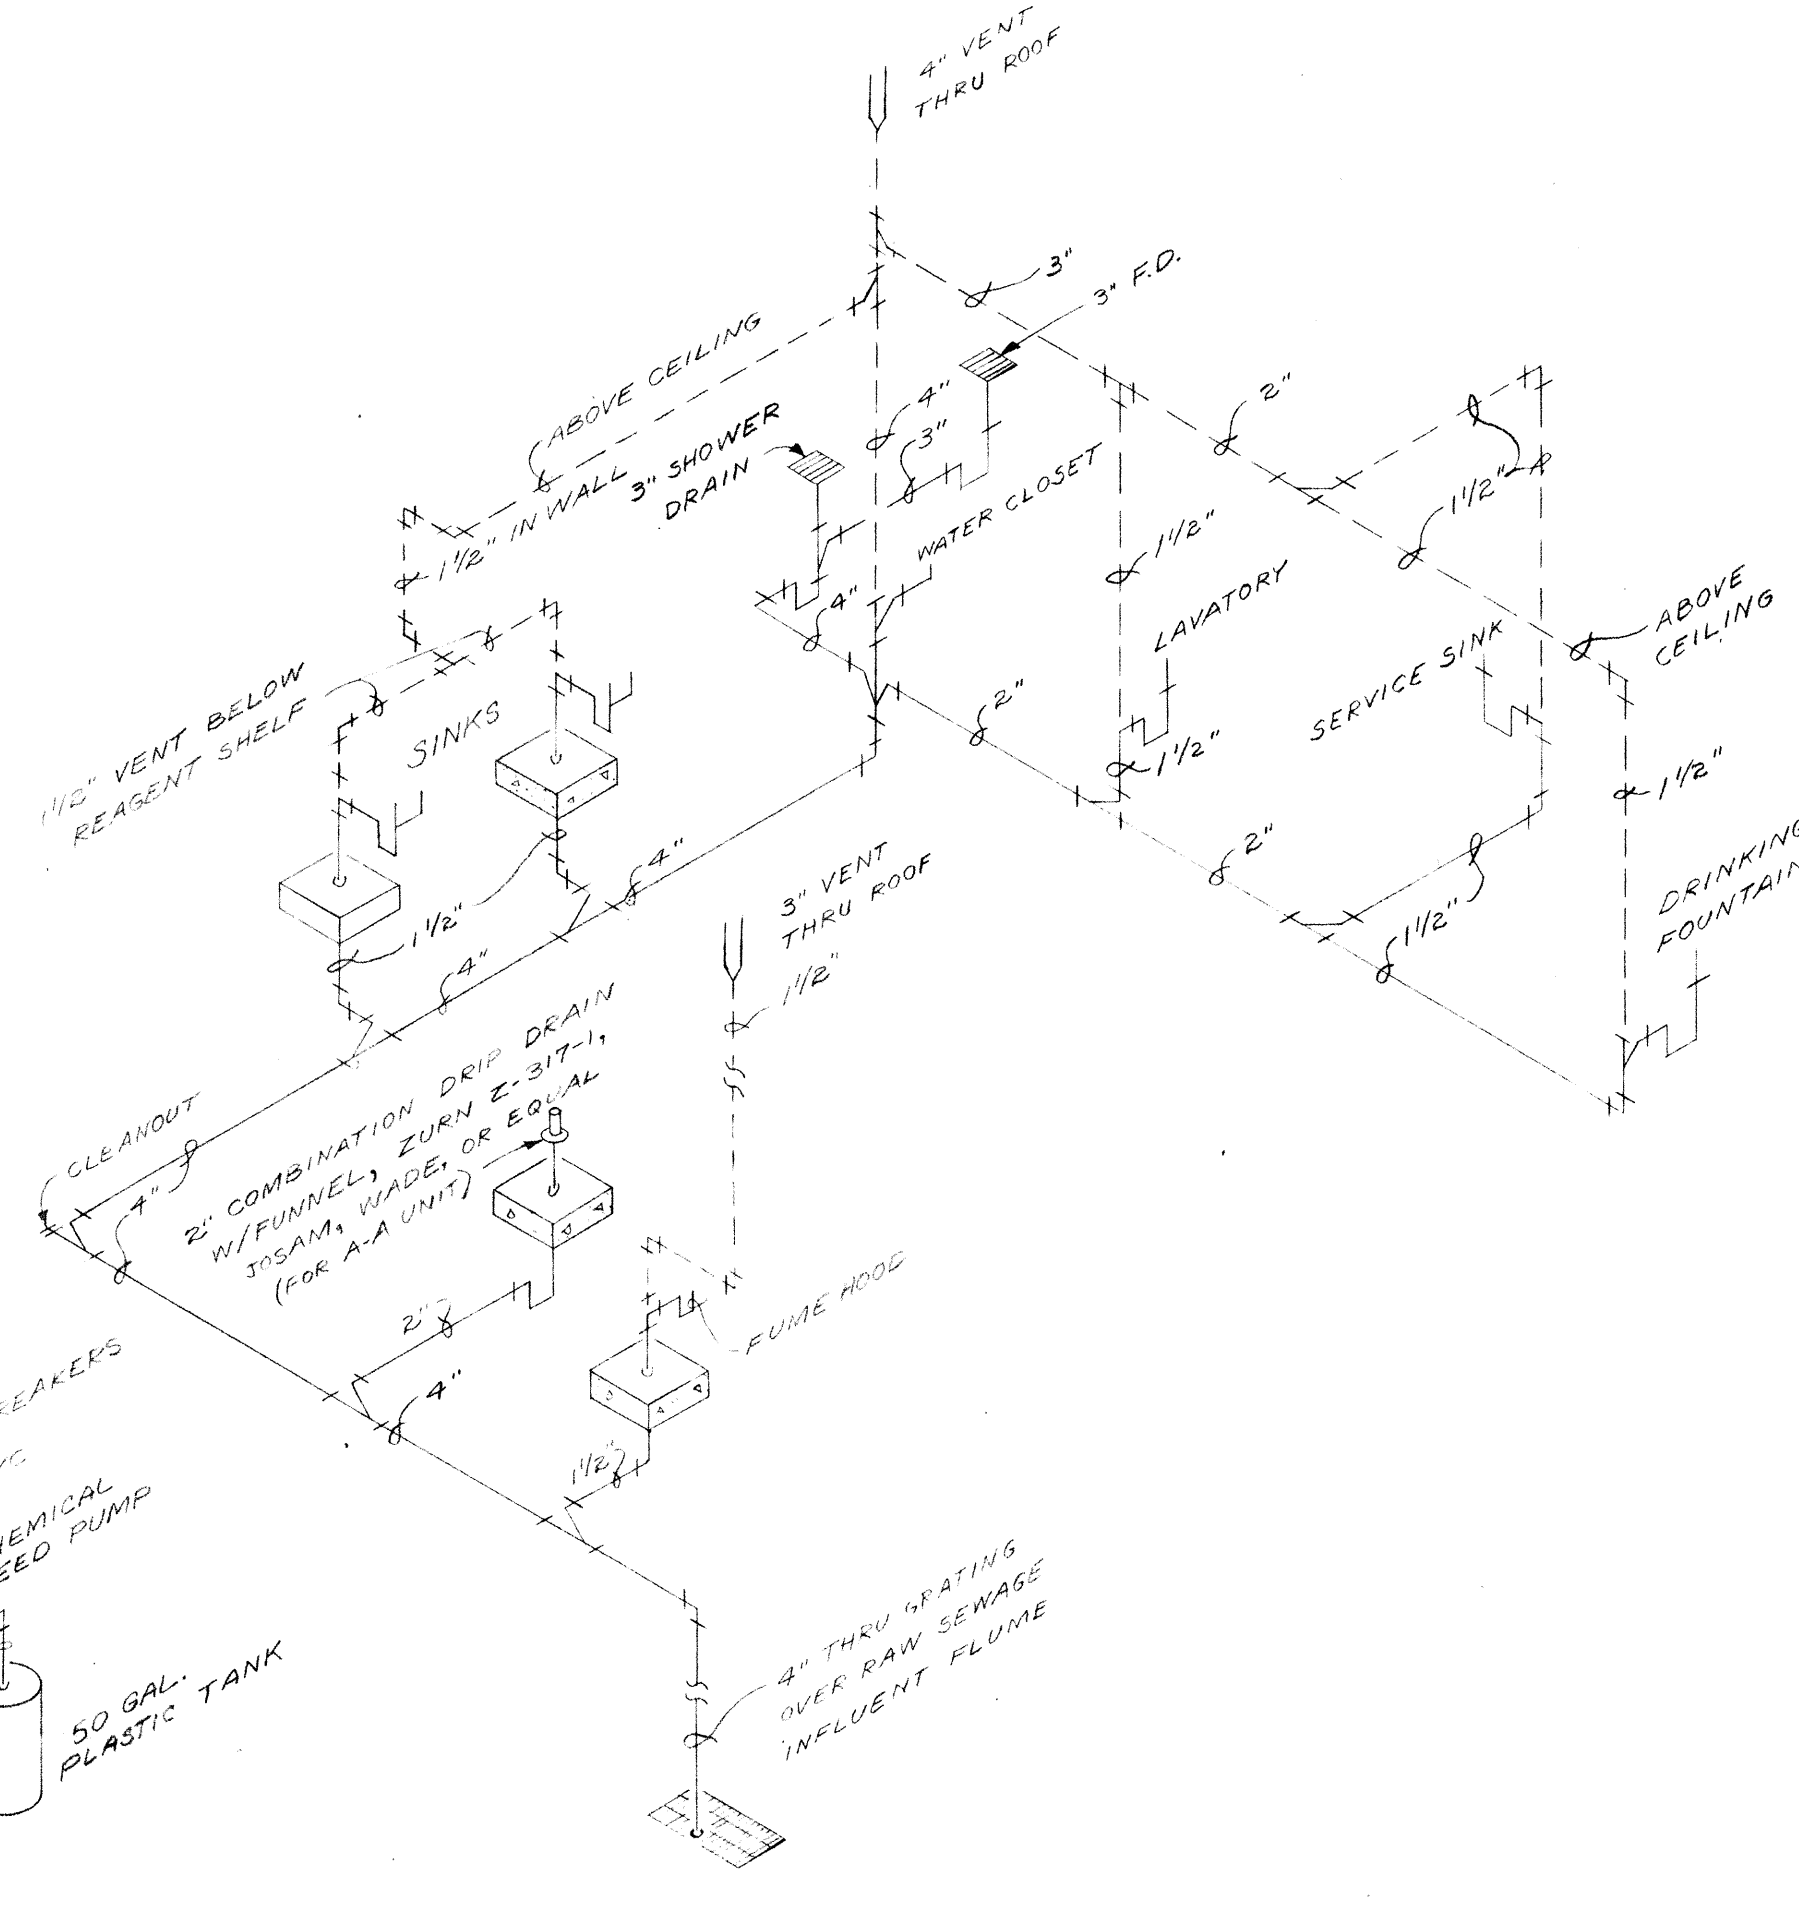 4" VENT
THRU ROOF
3"
3" F.D.
ABOVE CEILING
4"
3"
2"
3" SHOWER
DRAIN
1 1/2" IN WALL
WATER CLOSET
1 1/2"
1 1/2"
4"
LAVATORY
ABOVE
CEILING
SERVICE SINK
1 1/2" VENT BELOW
REAGENT SHELF
SINKS
2"
1 1/2"
1 1/2"
4"
2"
DRINKING
FOUNTAIN
3" VENT
THRU ROOF
1 1/2"
1 1/2"
4"
1 1/2"
CLEANOUT
4"
2" COMBINATION DRIP DRAIN
W/FUNNEL, ZURN Z-317-1,
JOSAM, WADE, OR EQUAL
(FOR A-A UNIT)
2"
FUME HOOD
4"
1 1/2"
REAKERS
HEMICAL
EED PUMP
50 GAL.
PLASTIC TANK
4" THRU GRATING
OVER RAW SEWAGE
INFLUENT FLUME